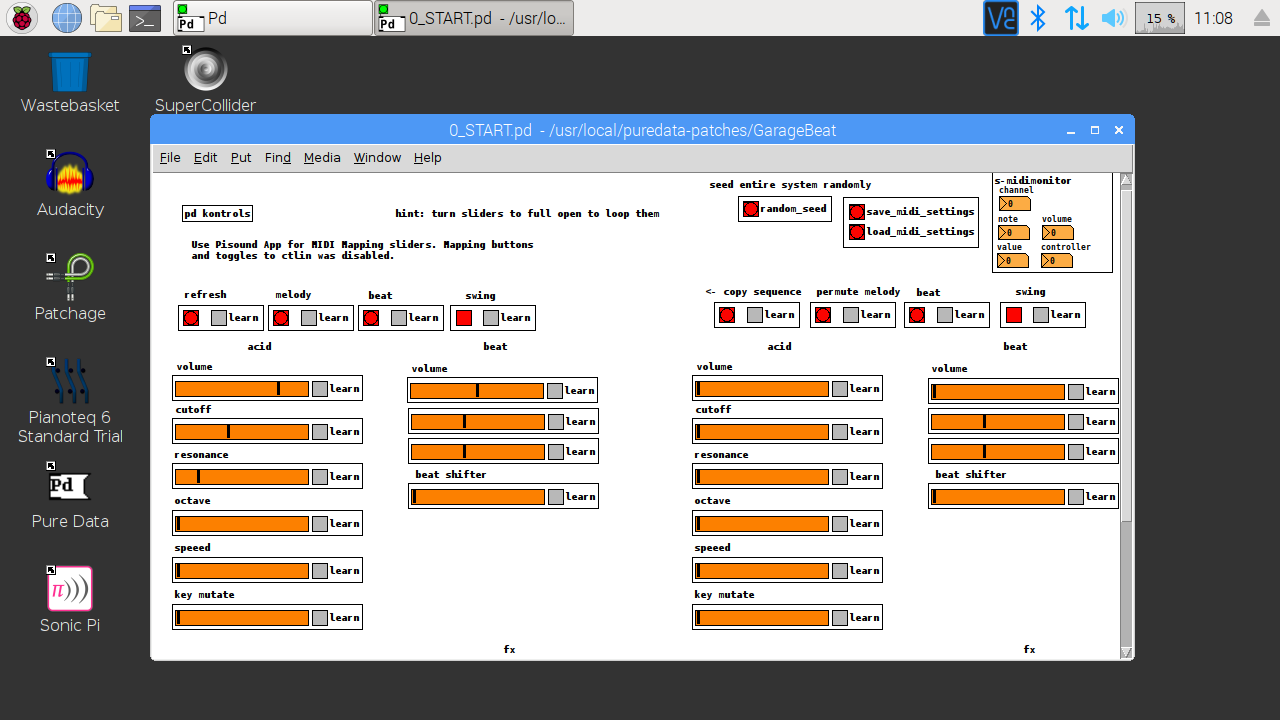 Pd
0_START.pd - /usr/lo...
15 %
11:08
Wastebasket
SuperCollider
Audacity
Patchage
Pianoteq 6
Standard Trial
Pd
Pure Data
Sonic Pi
0_START.pd - /usr/local/puredata-patches/GarageBeat
File Edit Put Find Media Window Help
seed entire system randomly
s-midimonitor
channel
0
pd kontrols
hint: turn sliders to full open to loop them
random_seed
save_midi_settings
load_midi_settings
note volume
0 0
value controller
0 0
Use Pisound App for MIDI Mapping sliders. Mapping buttons
and toggles to ctlin was disabled.
refresh melody beat swing
learn learn learn learn
<- copy sequence permute melody beat swing
learn learn learn learn
acid beat
volume volume
learn learn
cutoff
learn learn
resonance
learn learn
beat shifter
octave
learn learn
speeed
learn
key mutate
learn
fx
acid beat
volume volume
learn learn
cutoff
learn learn
resonance
learn learn
beat shifter
octave
learn learn
speeed
learn
key mutate
learn
fx